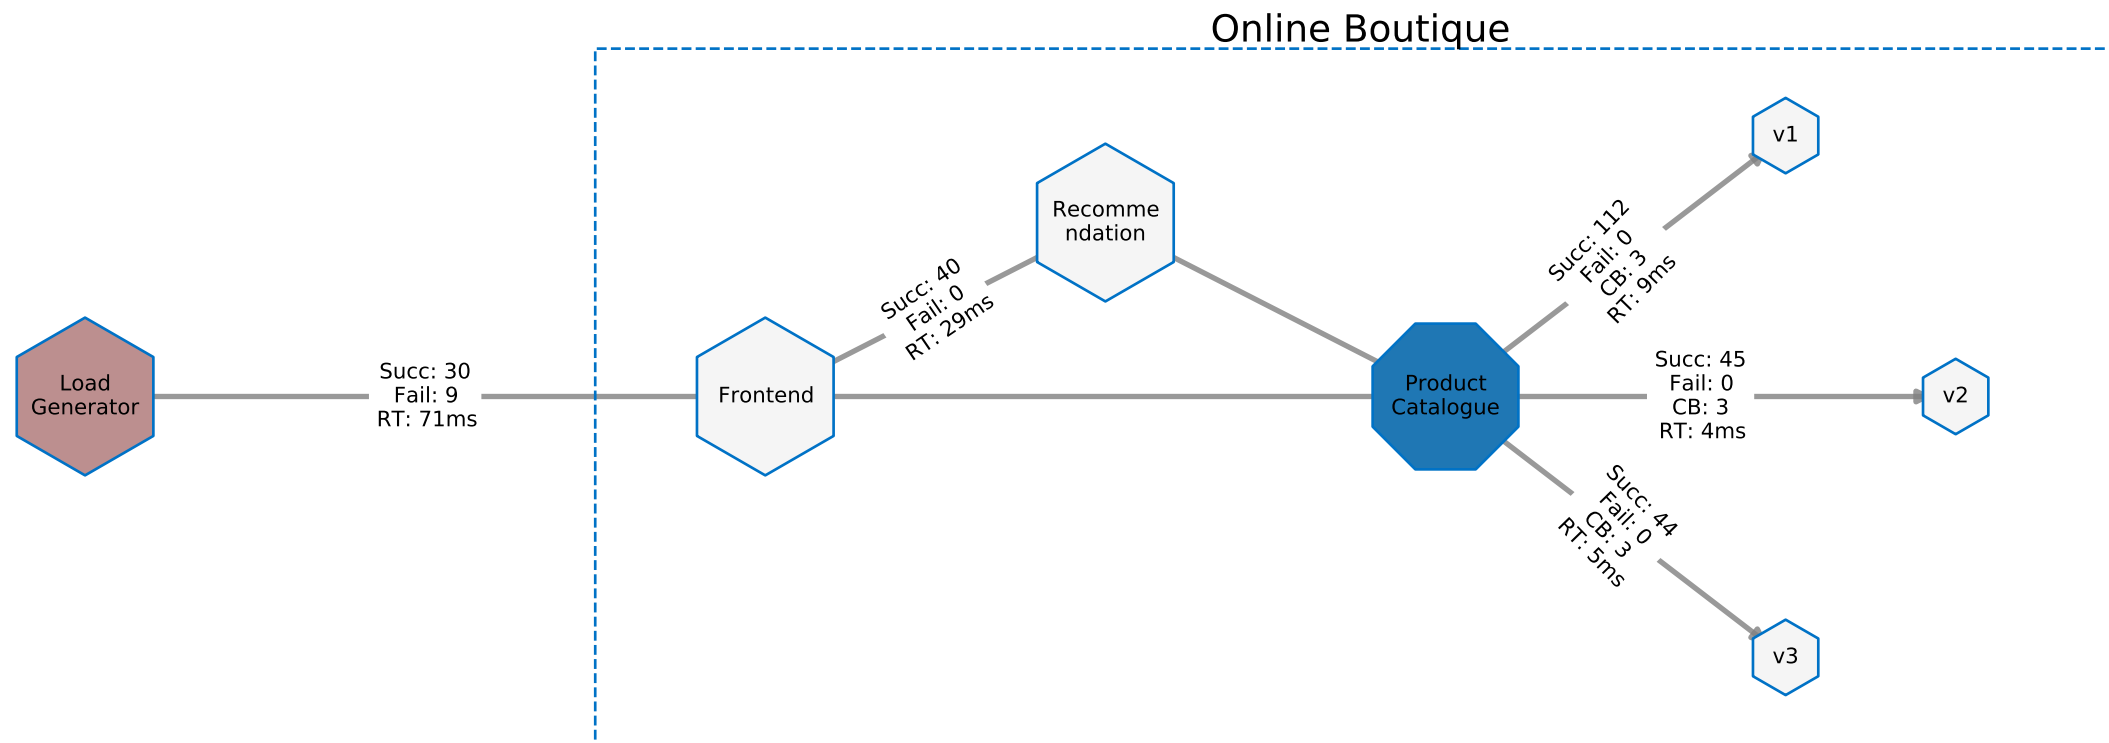 Online Boutique
v1
Recomme
ndation
Succ: 112
Fail: 0
CB: 3
RT: 9ms
Succ: 40
Fail: 0
RT: 29ms
Load
Generator
Succ: 30
Fail: 9
RT: 71ms
Frontend
Product
Catalogue
Succ: 45
Fail: 0
CB: 3
RT: 4ms
v2
Succ: 44
Fail: 0
CB: 3
RT: 5ms
v3